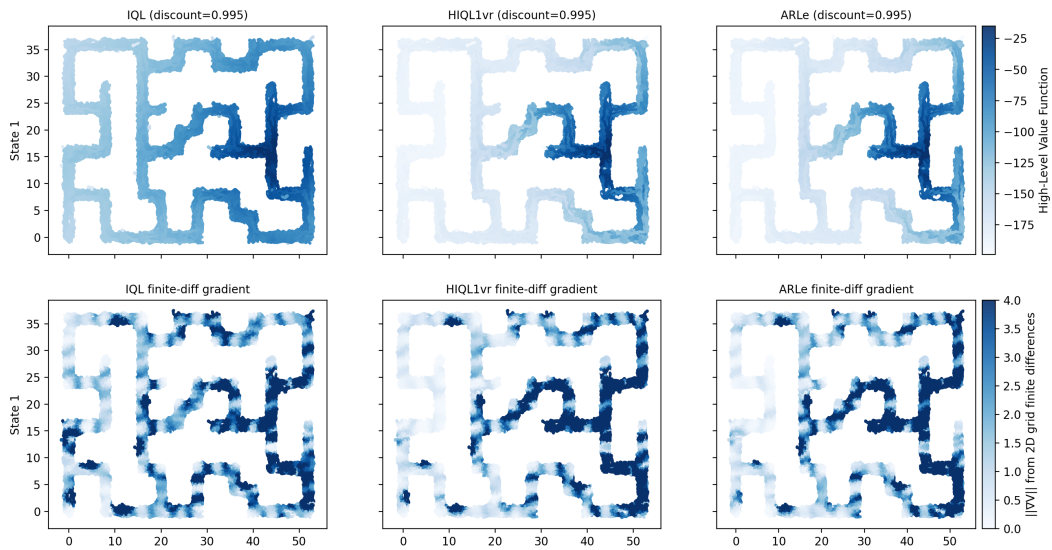 IQL (discount=0.995)
HIQL1vr (discount=0.995)
ARLe (discount=0.995)
State 1
35
30
25
20
15
10
5
0
−25
−50
−75
−100
−125
−150
−175
High-Level Value Function
IQL finite-diff gradient
HIQL1vr finite-diff gradient
ARLe finite-diff gradient
State 1
35
30
25
20
15
10
5
0
0 10 20 30 40 50
0 10 20 30 40 50
0 10 20 30 40 50
4.0
3.5
3.0
2.5
2.0
1.5
1.0
0.5
0.0
||∇V|| from 2D grid finite differences